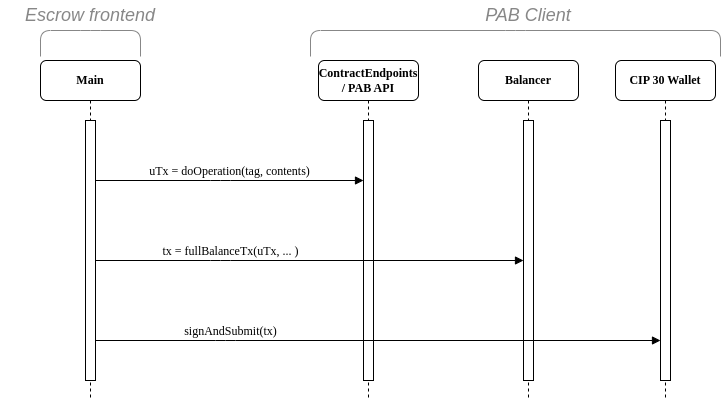 Escrow frontend
PAB Client
Main
ContractEndpoints
/ PAB API
Balancer
CIP 30 Wallet
uTx = doOperation(tag, contents)
tx = fullBalanceTx(uTx, ... )
signAndSubmit(tx)